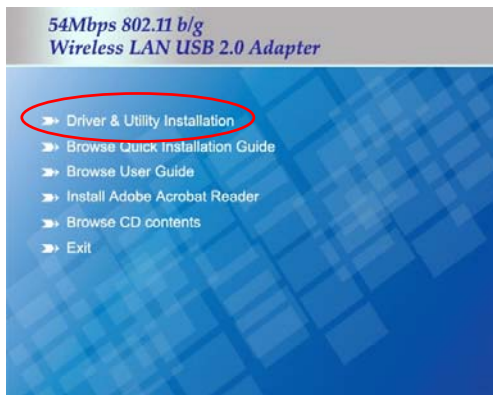 54Mbps 802.11 b/g
Wireless LAN USB 2.0 Adapter
Driver & Utility Installation
Browse Quick Installation Guide
Browse User Guide
Install Adobe Acrobat Reader
Browse CD contents
Exit